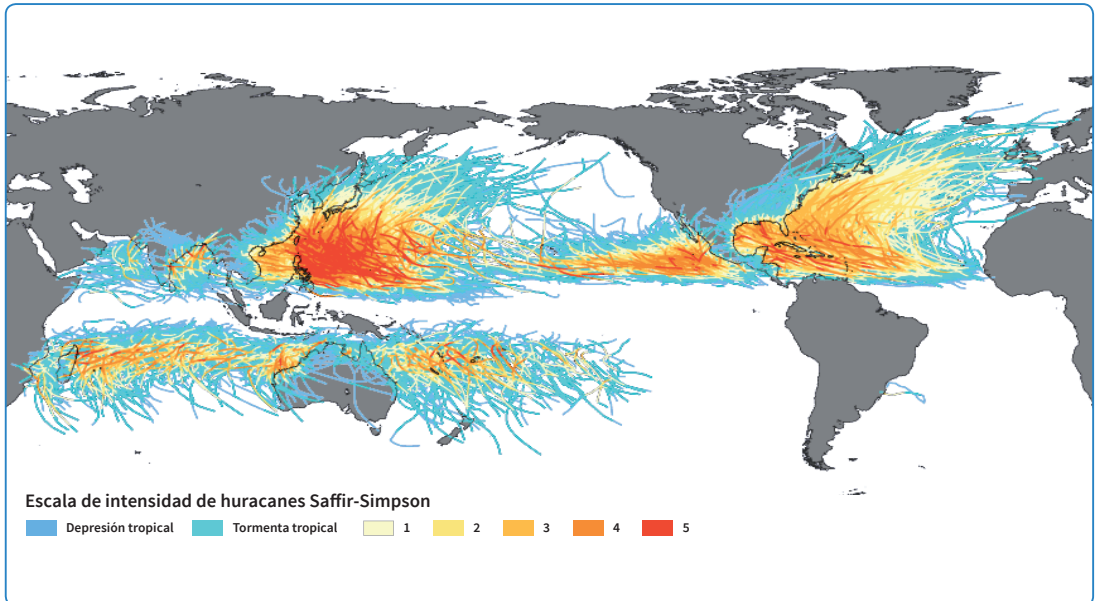 Escala de intensidad de huracanes Saffir-Simpson
Depresión tropical Tormenta tropical 1 2 3 4 5